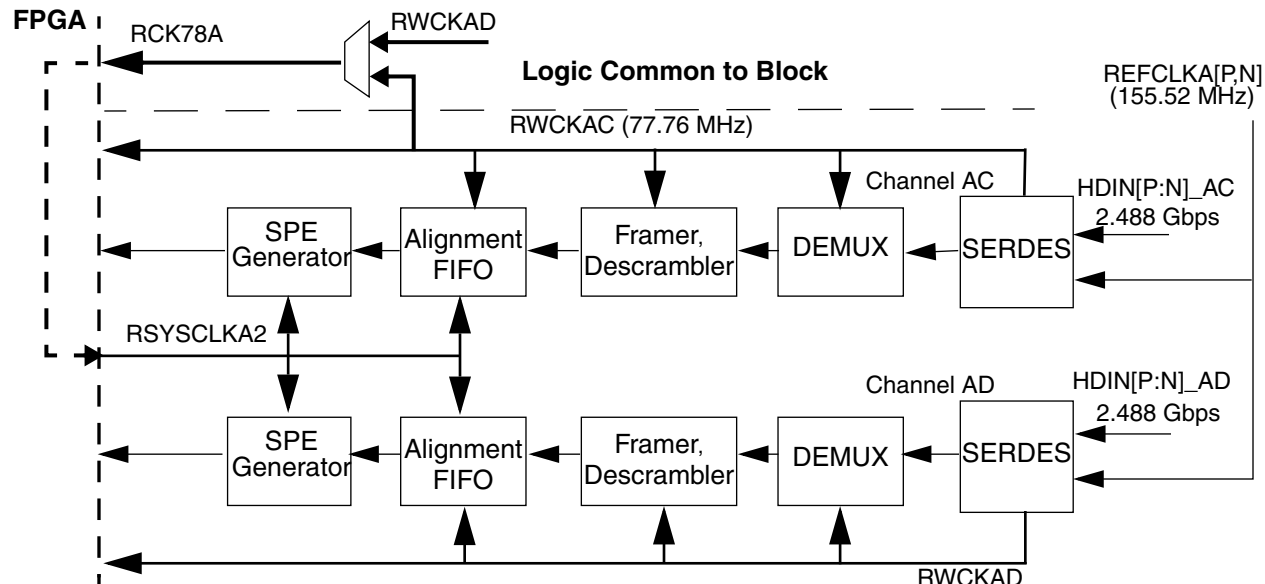 FPGA
RCK78A
RWCKAD
Logic Common to Block
REFCLKA[P,N]
(155.52 MHz)
RWCKAC (77.76 MHz)
Channel AC
HDIN[P:N]_AC
2.488 Gbps
SPE
Generator
Alignment
FIFO
Framer,
Descrambler
DEMUX
SERDES
RSYSCLKA2
Channel AD
HDIN[P:N]_AD
2.488 Gbps
SPE
Generator
Alignment
FIFO
Framer,
Descrambler
DEMUX
SERDES
RWCKAD